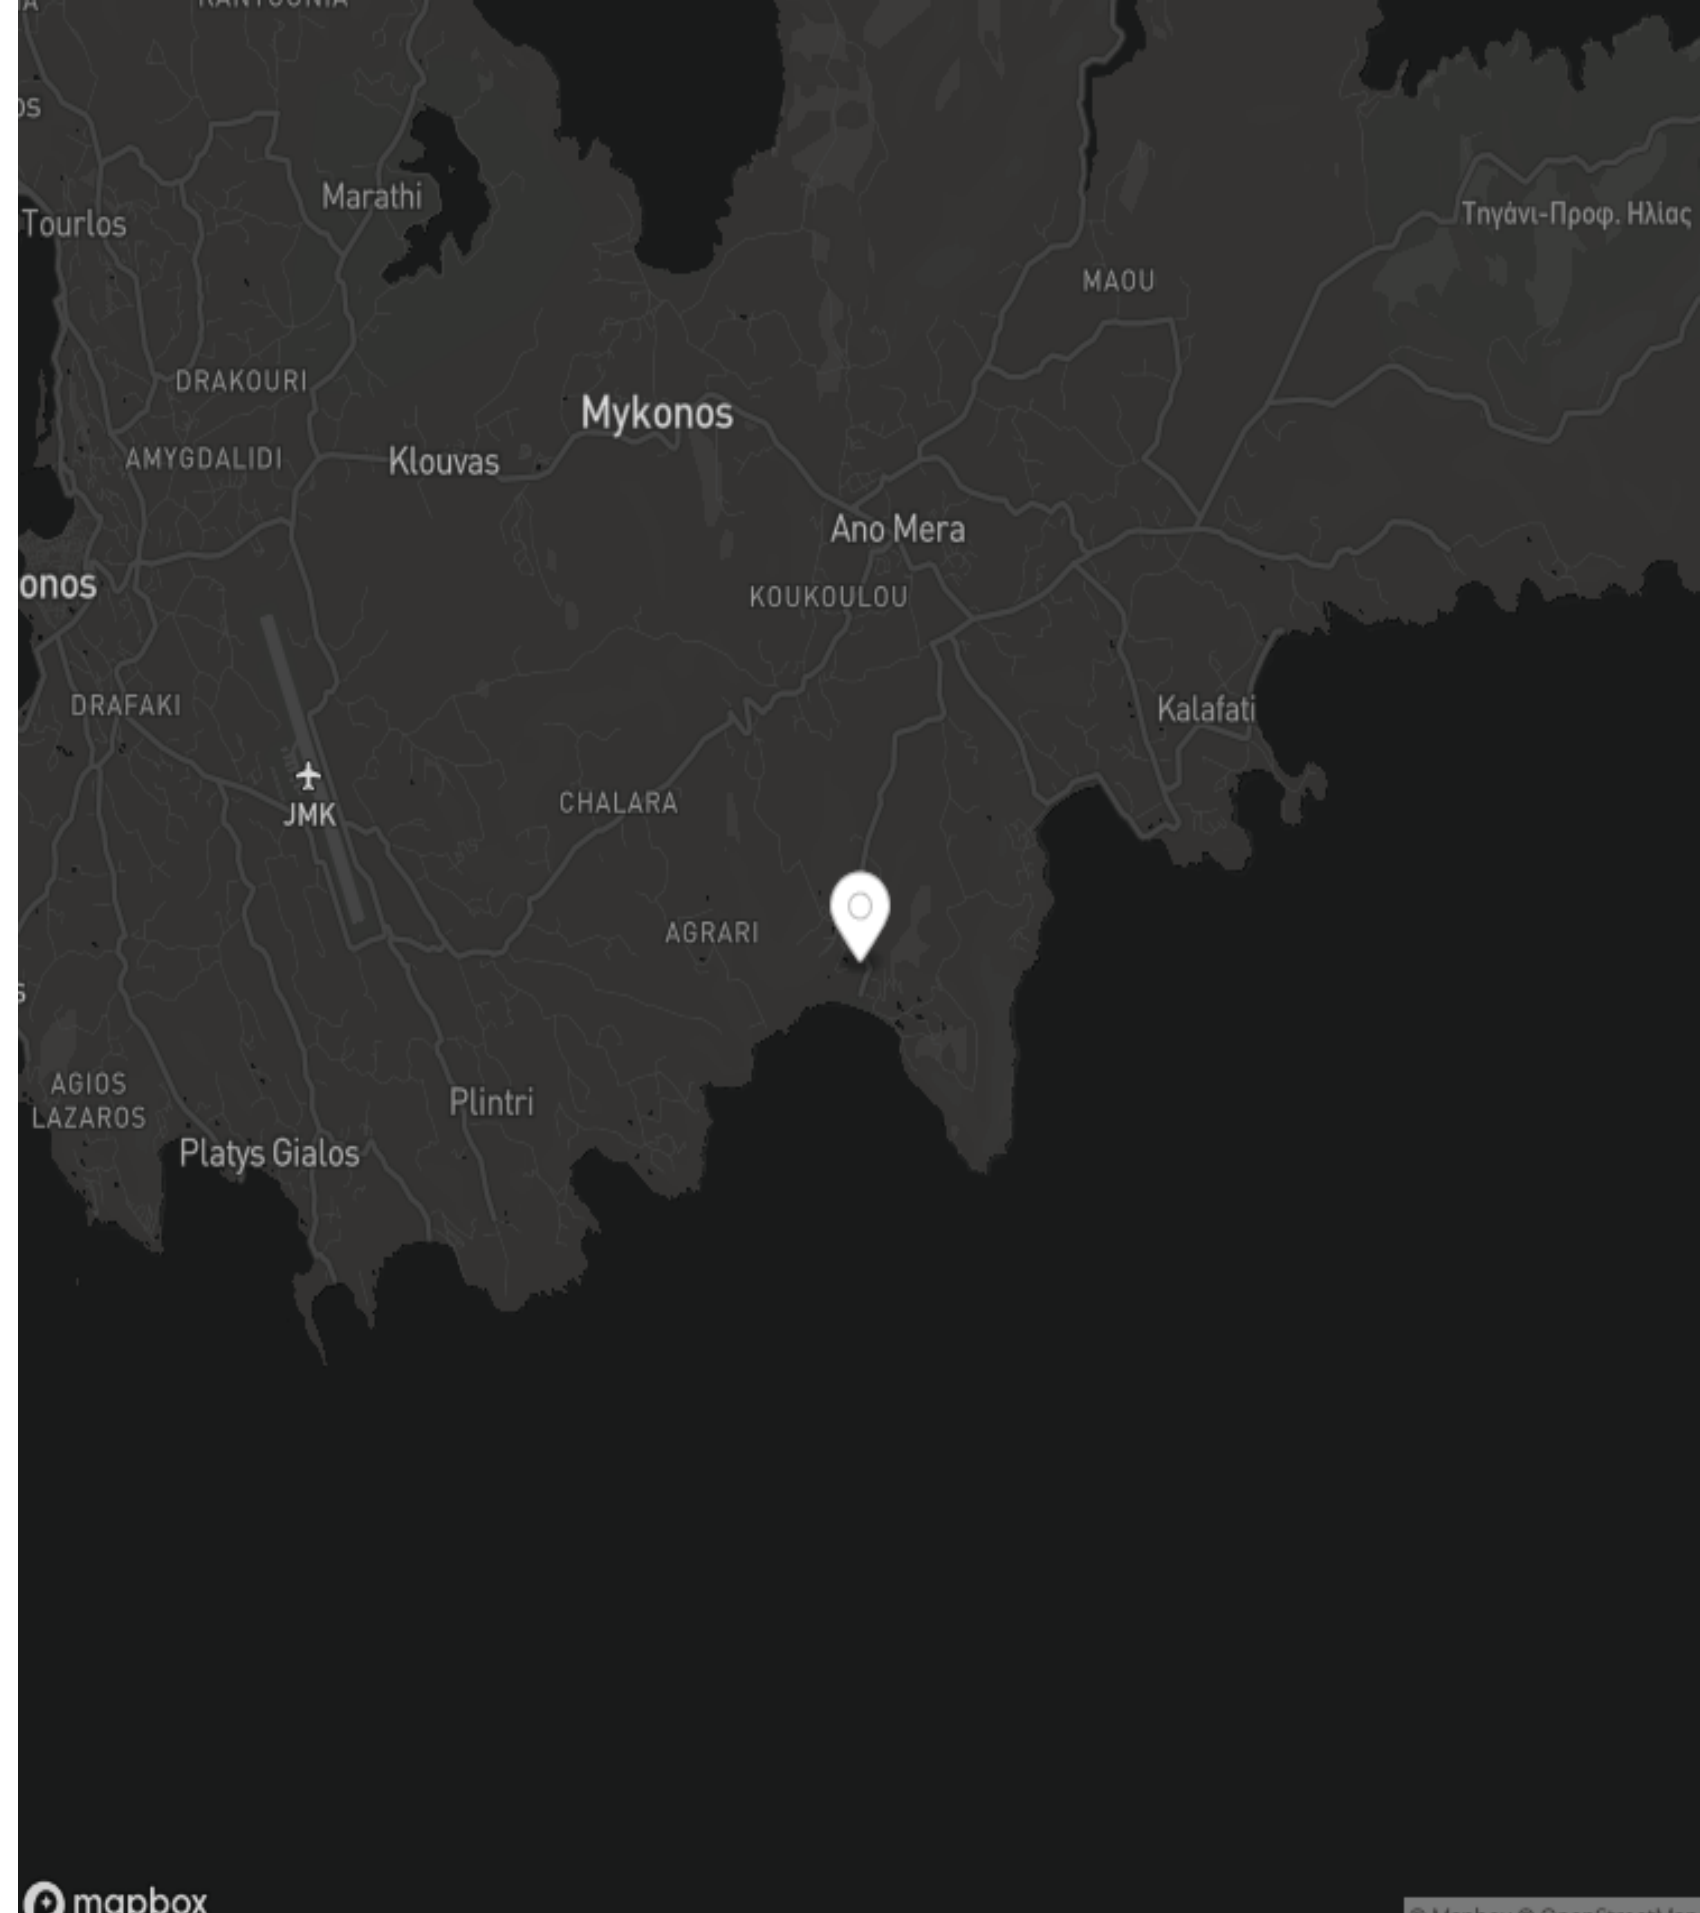 Marathi
Tourlos
Τηγάνι-Προφ. Ηλίας
MAOU
DRAKOURI
Mykonos
AMYGDALIDI
Klouvas
Ano Mera
onos
KOUKOULOU
DRAFAKI
Kalafati
JMK
CHALARA
AGRARI
AGIOS
LAZAROS
Plintri
Platys Gialos
mapbox